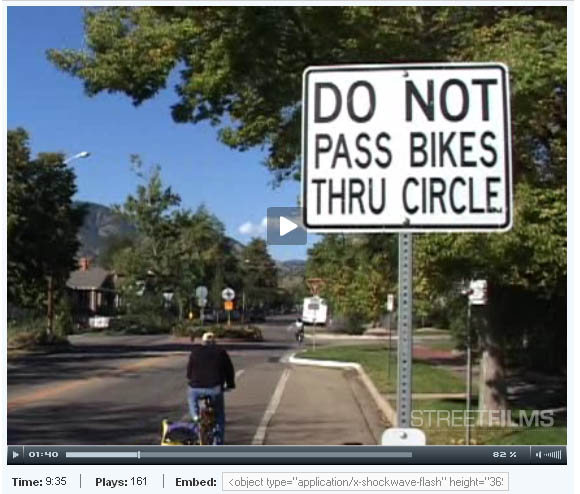 DO NOT
PASS BIKES
THRU CIRCLE
STREETFILMS
01:40
82 %
Time: 9:35 Plays: 161 Embed: <object type="application/x-shockwave-flash" height="36